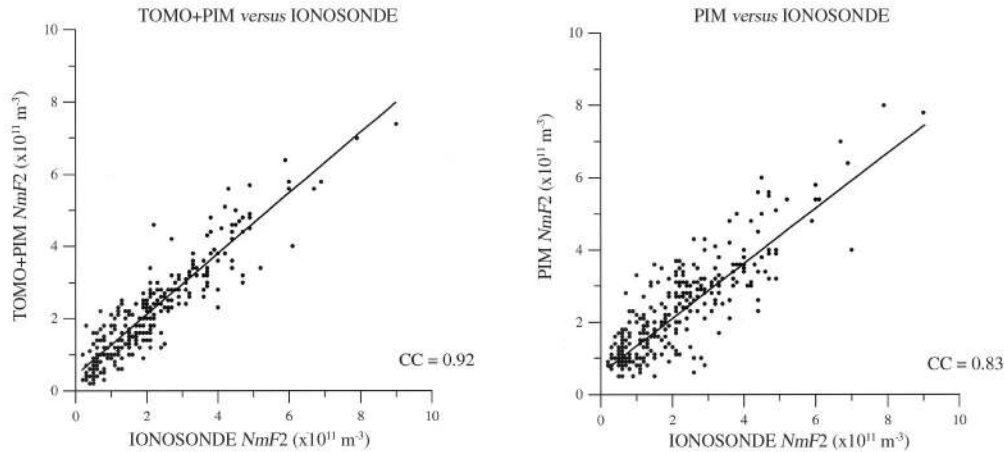 TOMO+PIM versus IONOSONDE
10
8
6
4
2
0
TOMO+PIM NmF2 (x10¹¹ m⁻³)
CC = 0.92
0 2 4 6 8 10
IONOSONDE NmF2 (x10¹¹ m⁻³)
PIM versus IONOSONDE
10
8
6
4
2
0
PIM NmF2 (x10¹¹ m⁻³)
CC = 0.83
0 2 4 6 8 10
IONOSONDE NmF2 (x10¹¹ m⁻³)